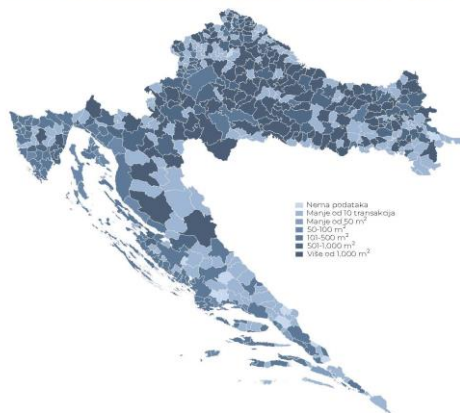 Nema podataka
Manje od 10 transakcija
Manje od 50 m²
50-100 m²
101-500 m²
501-1.000 m²
Više od 1.000 m²